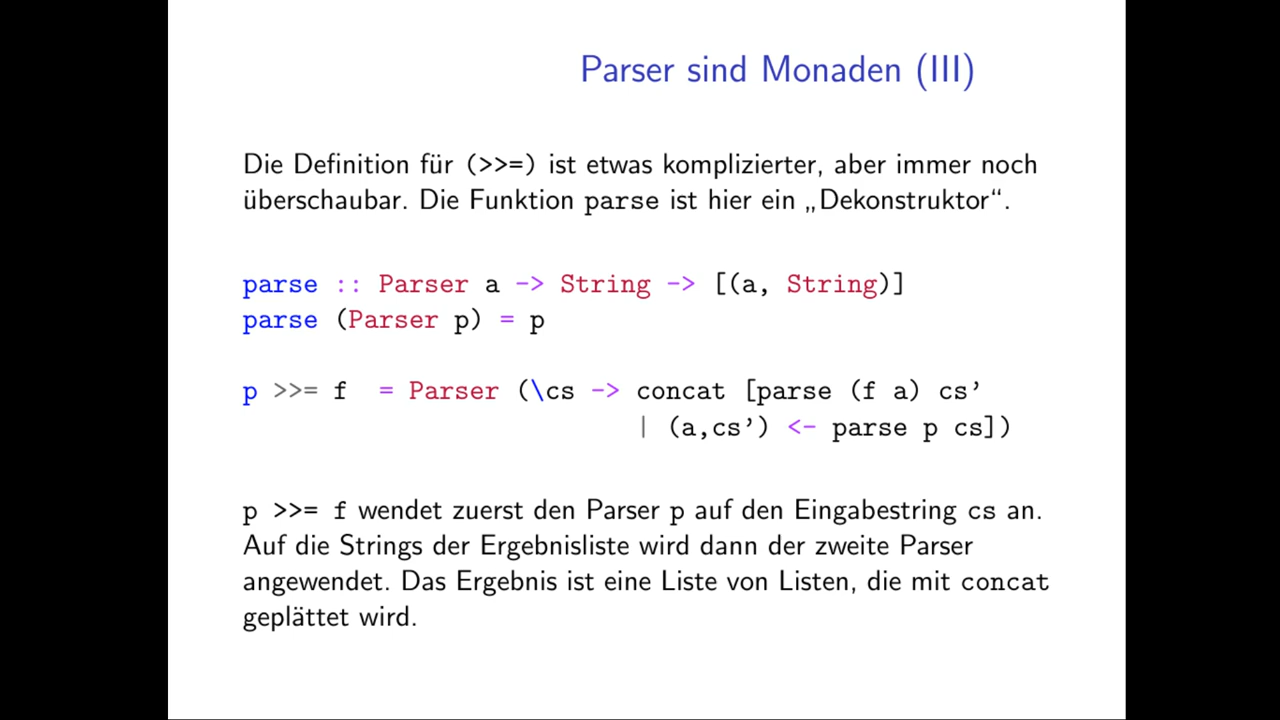 Parser sind Monaden (III)
Die Definition für (>>=) ist etwas komplizierter, aber immer noch
überschaubar. Die Funktion parse ist hier ein „Dekonstruktor“.
parse :: Parser a -> String -> [(a, String)]
parse (Parser p) = p
p >>= f  = Parser (\cs -> concat [parse (f a) cs’
| (a,cs’) <- parse p cs])
p >>= f wendet zuerst den Parser p auf den Eingabestring cs an.
Auf die Strings der Ergebnisliste wird dann der zweite Parser
angewendet. Das Ergebnis ist eine Liste von Listen, die mit concat
geplättet wird.